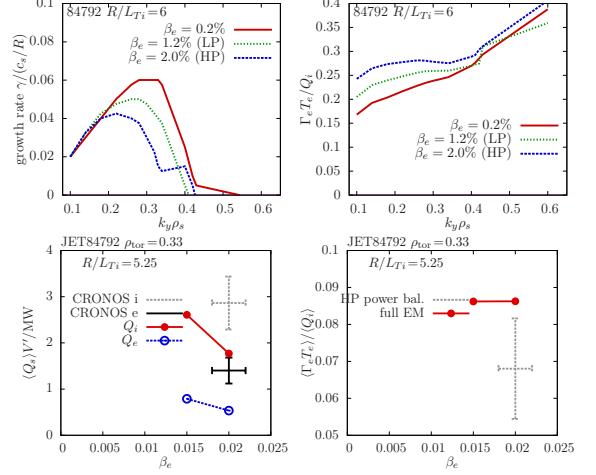 84792 R/L_Ti = 6
β_e = 0.2%
β_e = 1.2% (LP)
β_e = 2.0% (HP)
growth rate γ/(c_s/R)
0.1
0.08
0.06
0.04
0.02
0
0.1 0.2 0.3 0.4 0.5 0.6
k_yρ_s
84792 R/L_Ti = 6
β_e = 0.2%
β_e = 1.2% (LP)
β_e = 2.0% (HP)
Γ_eT_e/Q_i
0.4
0.35
0.3
0.25
0.2
0.15
0.1
0.05
0
0.1 0.2 0.3 0.4 0.5 0.6
k_yρ_s
JET84792 ρ_tor = 0.33
R/L_Ti = 5.25
CRONOS i
CRONOS e
Q_i
Q_e
⟨Q_s⟩V′/MW
4
3
2
1
0
0 0.005 0.01 0.015 0.02 0.025
β_e
JET84792 ρ_tor = 0.33
R/L_Ti = 5.25
HP power bal.
full EM
⟨Γ_eT_e⟩/⟨Q_i⟩
0.1
0.09
0.08
0.07
0.06
0.05
0 0.005 0.01 0.015 0.02 0.025
β_e